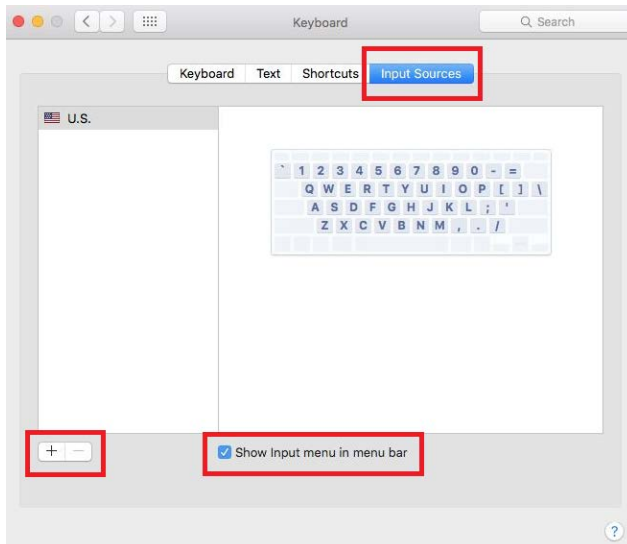 Keyboard
Search
Keyboard Text Shortcuts Input Sources
U.S.
` 1 2 3 4 5 6 7 8 9 0 - =
Q W E R T Y U I O P [ ] \
A S D F G H J K L ; '
Z X C V B N M , . /
+ −
Show Input menu in menu bar
?